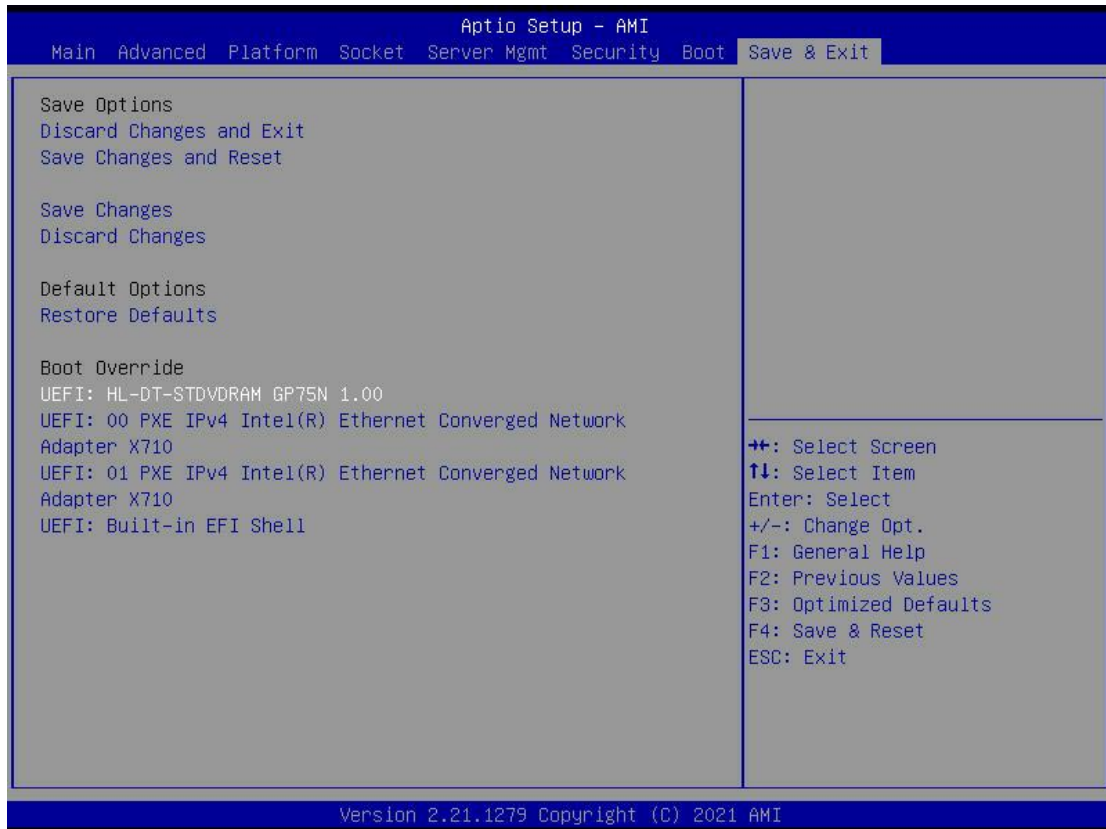 Aptio Setup – AMI
Main Advanced Platform Socket Server Mgmt Security Boot Save & Exit
Save Options
Discard Changes and Exit
Save Changes and Reset
Save Changes
Discard Changes
Default Options
Restore Defaults
Boot Override
UEFI: HL-DT-STDVDRAM GP75N 1.00
UEFI: 00 PXE IPv4 Intel(R) Ethernet Converged Network
Adapter X710
UEFI: 01 PXE IPv4 Intel(R) Ethernet Converged Network
Adapter X710
UEFI: Built-in EFI Shell
→←: Select Screen
↑↓: Select Item
Enter: Select
+/-: Change Opt.
F1: General Help
F2: Previous Values
F3: Optimized Defaults
F4: Save & Reset
ESC: Exit
Version 2.21.1279 Copyright (C) 2021 AMI